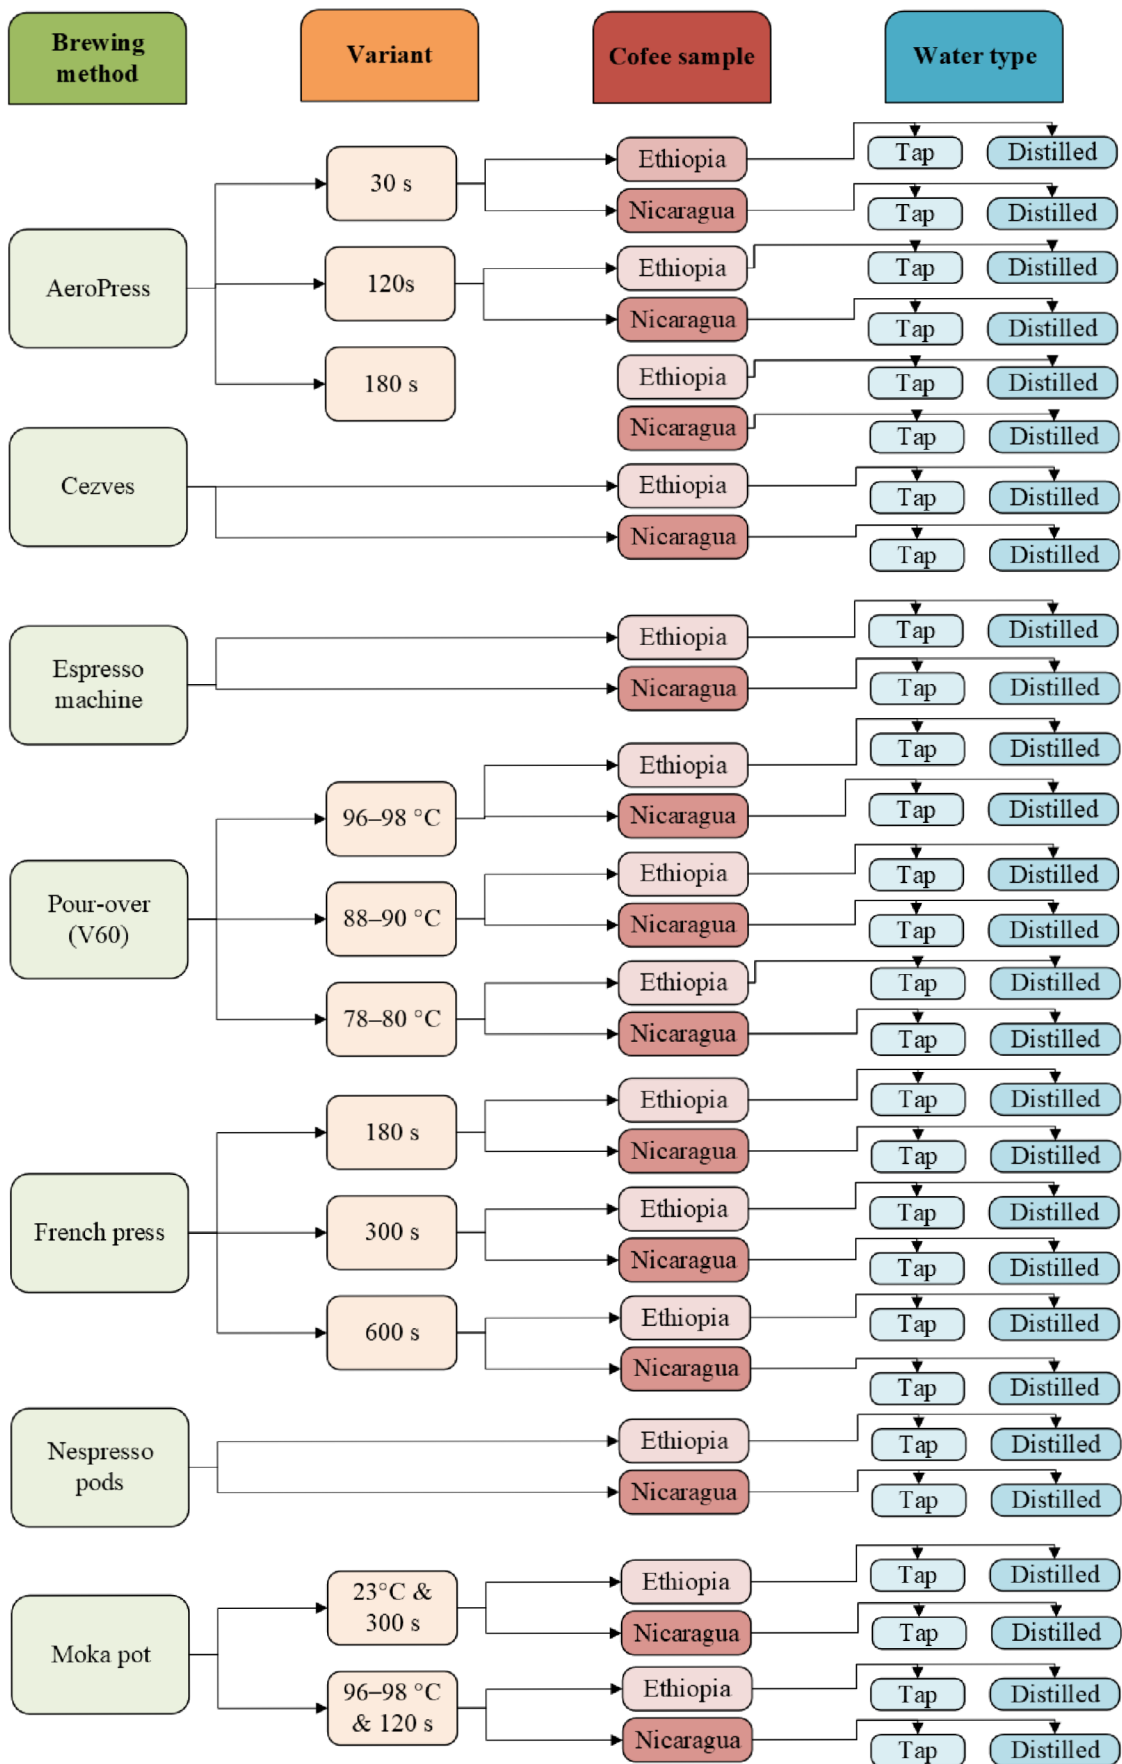 Brewing
method
Variant
Cofee sample
Water type
AeroPress
30 s
Ethiopia
Tap
Distilled
Nicaragua
Tap
Distilled
120s
Ethiopia
Tap
Distilled
Nicaragua
Tap
Distilled
180 s
Ethiopia
Tap
Distilled
Nicaragua
Tap
Distilled
Cezves
Ethiopia
Tap
Distilled
Nicaragua
Tap
Distilled
Espresso
machine
Ethiopia
Tap
Distilled
Nicaragua
Tap
Distilled
Pour-over
(V60)
96–98 °C
Ethiopia
Tap
Distilled
Nicaragua
Tap
Distilled
88–90 °C
Ethiopia
Tap
Distilled
Nicaragua
Tap
Distilled
78–80 °C
Ethiopia
Tap
Distilled
Nicaragua
Tap
Distilled
French press
180 s
Ethiopia
Tap
Distilled
Nicaragua
Tap
Distilled
300 s
Ethiopia
Tap
Distilled
Nicaragua
Tap
Distilled
600 s
Ethiopia
Tap
Distilled
Nicaragua
Tap
Distilled
Nespresso
pods
Ethiopia
Tap
Distilled
Nicaragua
Tap
Distilled
Moka pot
23°C &
300 s
Ethiopia
Tap
Distilled
Nicaragua
Tap
Distilled
96–98 °C
& 120 s
Ethiopia
Tap
Distilled
Nicaragua
Tap
Distilled